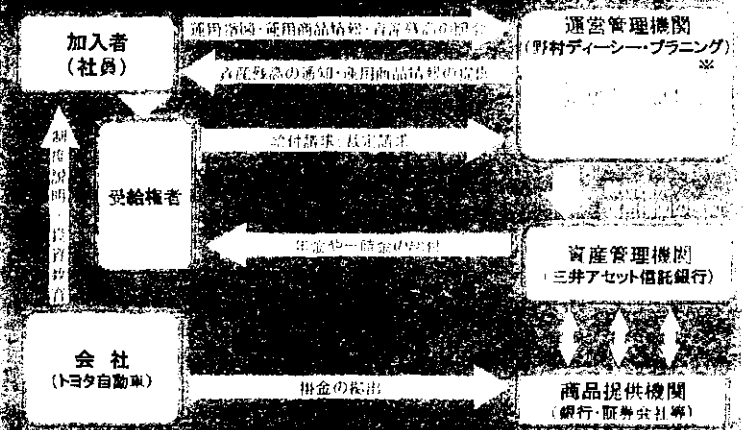 加入者
(社員)
運用指図・運用商品情報・資産残高の照会
運営管理機関
(野村ディーシー・プラニング)
※
資産残高の通知・運用商品情報の提供
制度説明・投資教育
給付請求・裁定請求
受給権者
年金や一時金の給付
資産管理機関
(三井アセット信託銀行)
会 社
(トヨタ自動車)
掛金の拠出
商品提供機関
(銀行・証券会社等)